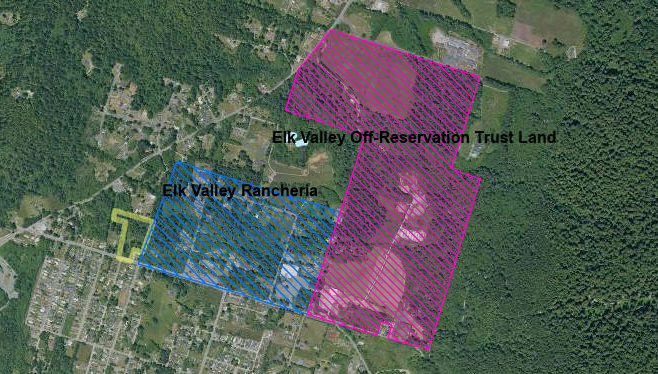 Elk Valley Off-Reservation Trust Land
Elk Valley Rancheria